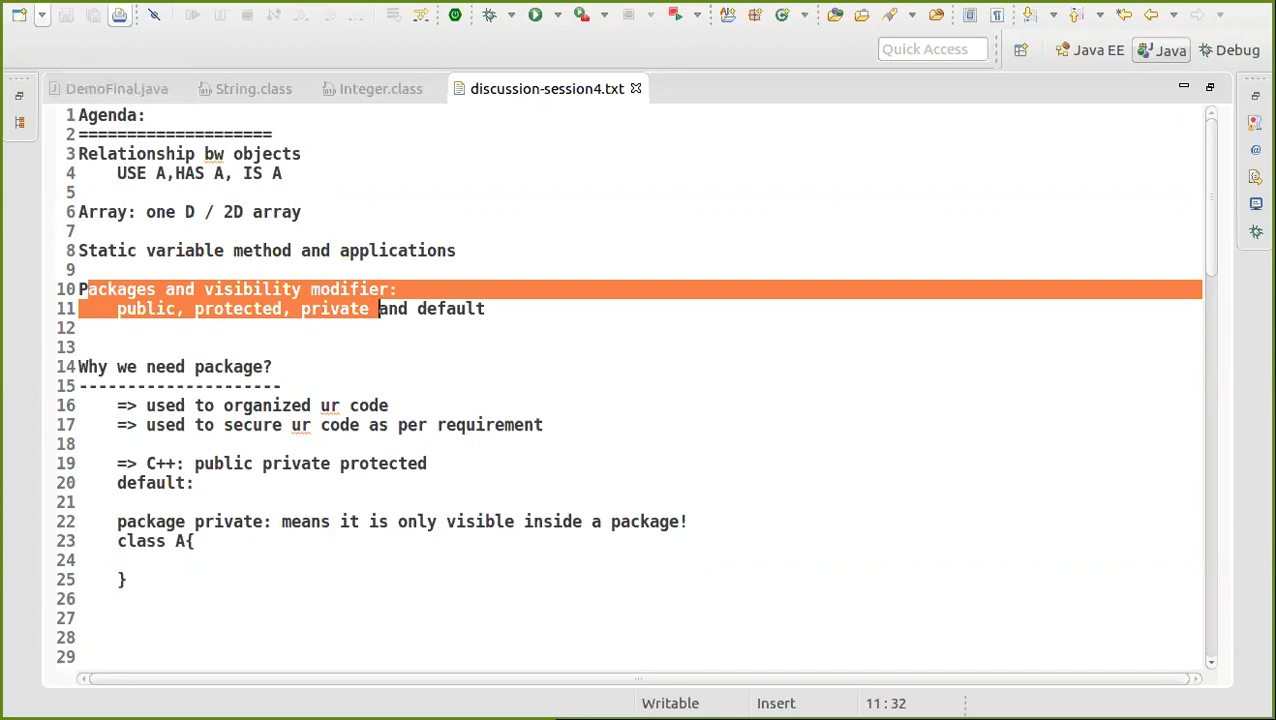 Quick Access
Java EE
Java
Debug
DemoFinal.java
String.class
Integer.class
discussion-session4.txt
1 Agenda:
2 ====================
3 Relationship bw objects
4 USE A,HAS A, IS A
5
6 Array: one D / 2D array
7
8 Static variable method and applications
9
10 Packages and visibility modifier:
11 public, protected, private and default
12
13
14 Why we need package?
15 ---------------------
16 => used to organized ur code
17 => used to secure ur code as per requirement
18
19 => C++: public private protected
20 default:
21
22 package private: means it is only visible inside a package!
23 class A{
24
25 }
26
27
28
29
Writable
Insert
11 : 32